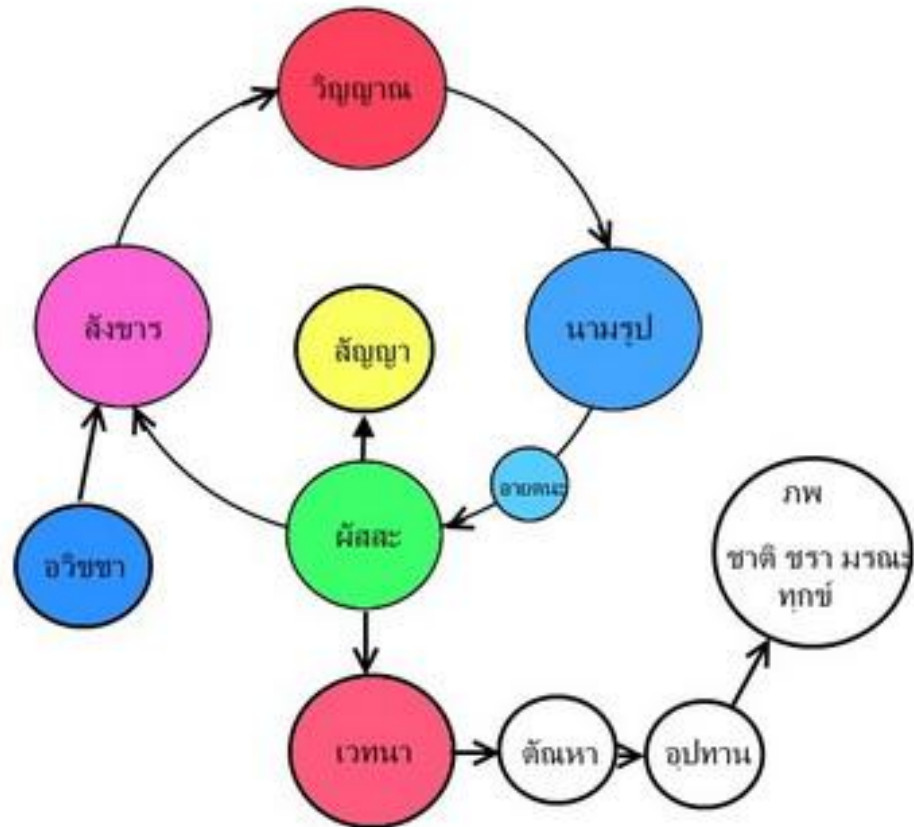 วิญญาณ
สังขาร
สัญญา
นามรูป
อายตนะ
ผัสสะ
อวิชชา
ภพ
ชาติ ชรา มรณะ
ทุกข์
เวทนา
ตัณหา
อุปทาน